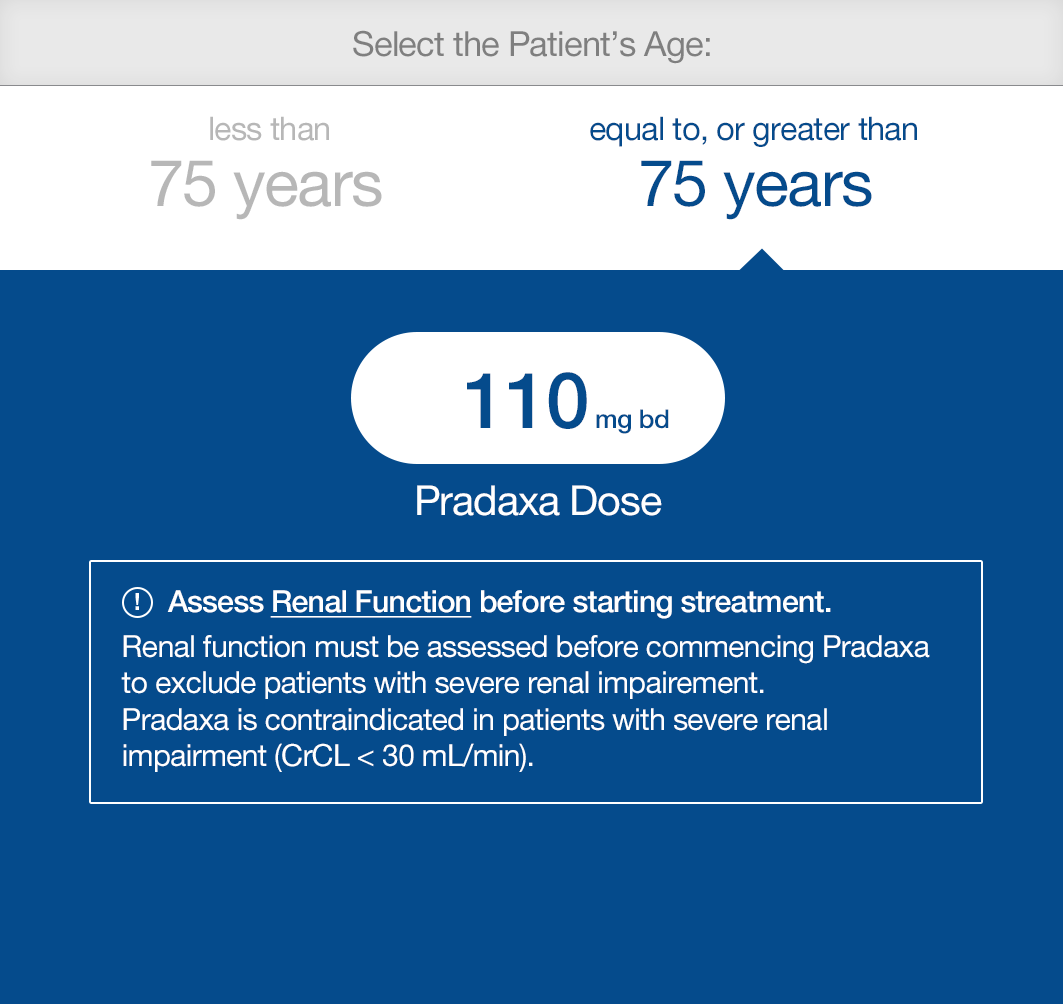 Select the Patient’s Age:
less than
75 years
equal to, or greater than
75 years
110 mg bd
Pradaxa Dose
! Assess Renal Function before starting streatment.
Renal function must be assessed before commencing Pradaxa
to exclude patients with severe renal impairement.
Pradaxa is contraindicated in patients with severe renal
impairment (CrCL < 30 mL/min).